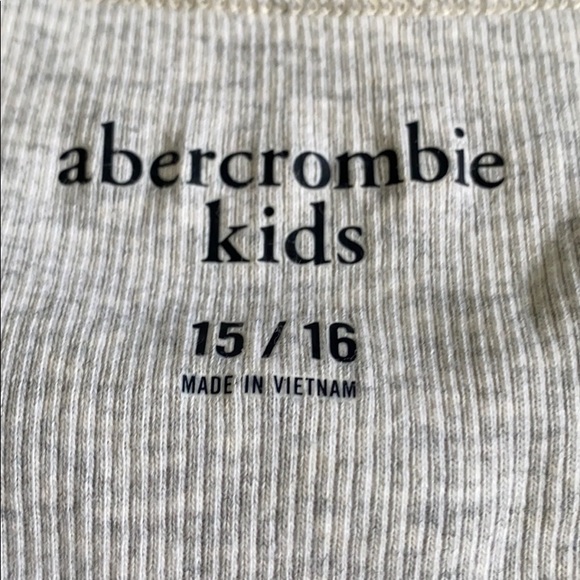 abercrombie
kids
15 / 16
MADE IN VIETNAM